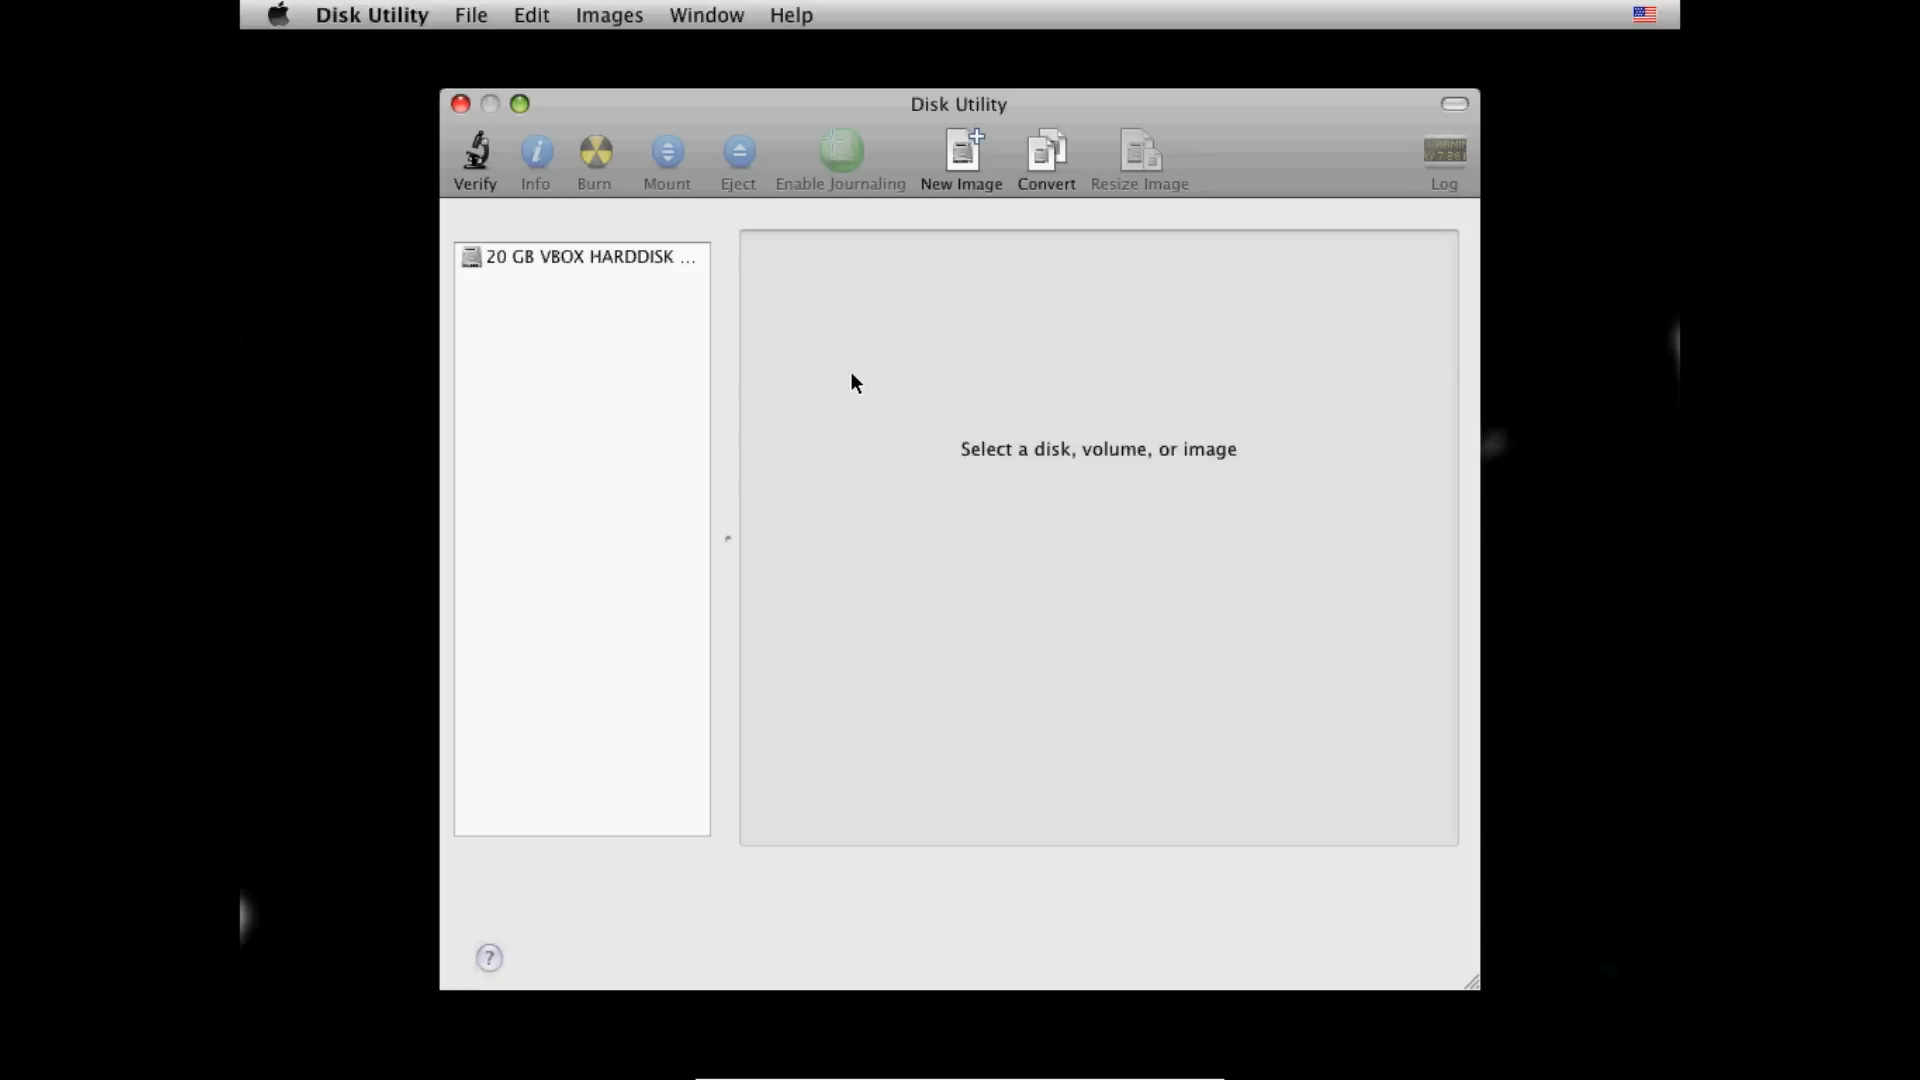 Disk Utility File Edit Images Window Help
Disk Utility
Verify Info Burn Mount Eject Enable Journaling New Image Convert Resize Image Log
20 GB VBOX HARDDISK ...
Select a disk, volume, or image
?